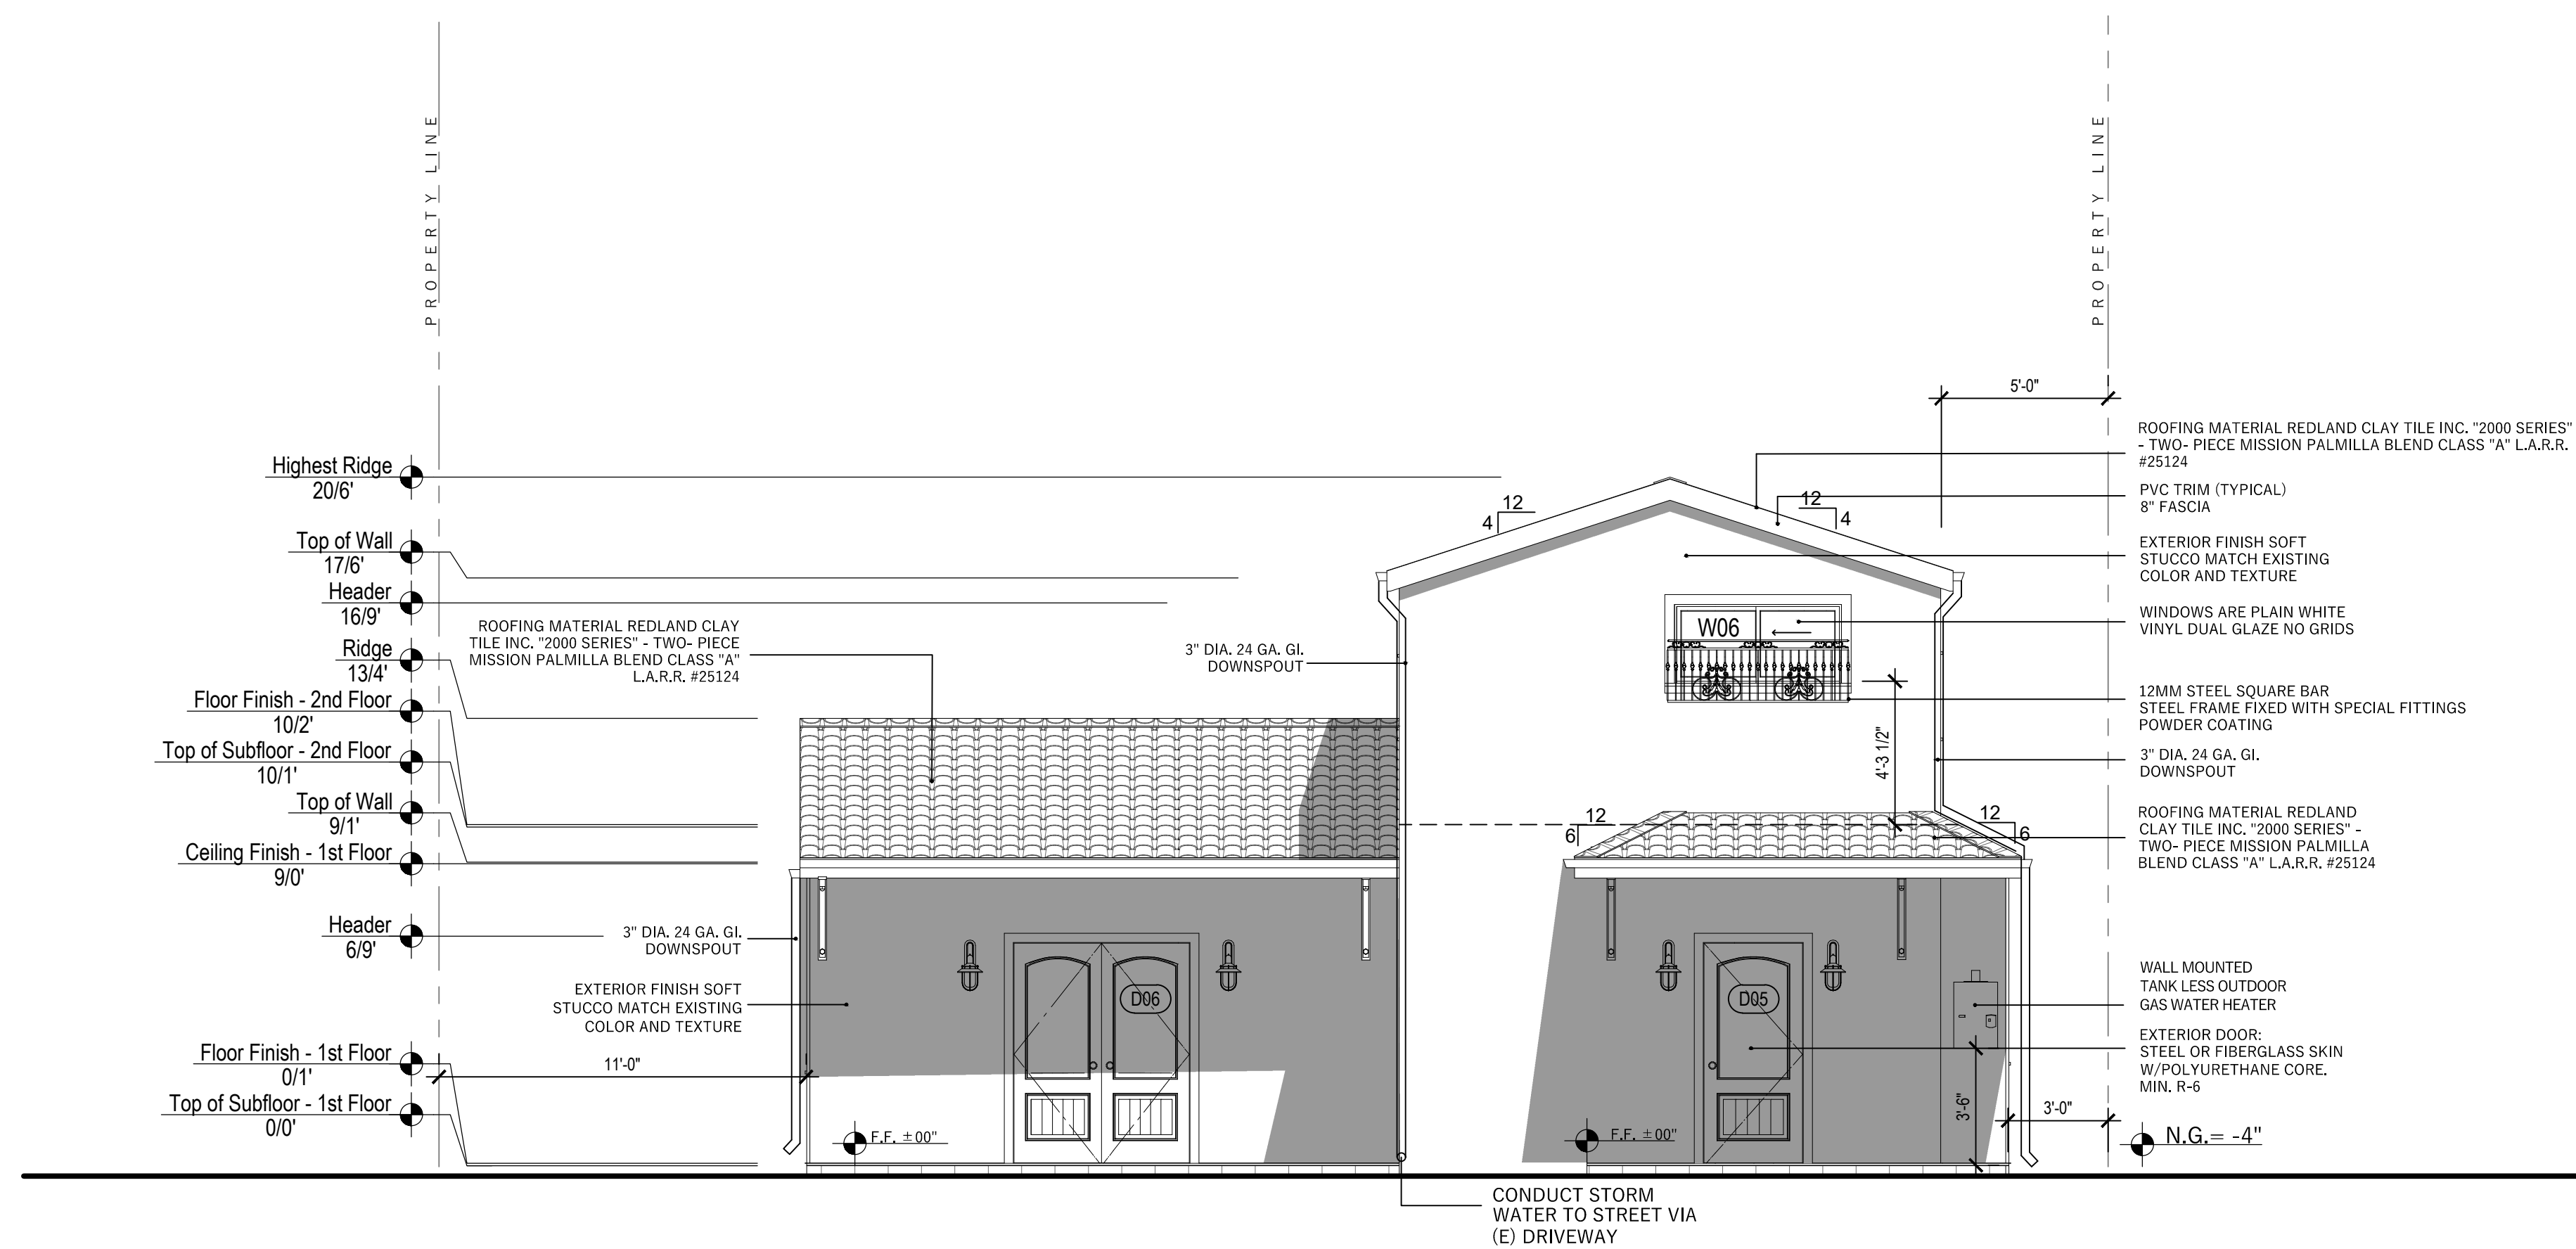 PROPERTY LINE
PROPERTY LINE
5'-0"
Highest Ridge
20/6'
Top of Wall
17/6'
Header
16/9'
Ridge
13/4'
Floor Finish - 2nd Floor
10/2'
Top of Subfloor - 2nd Floor
10/1'
Top of Wall
9/1'
Ceiling Finish - 1st Floor
9/0'
Header
6/9'
Floor Finish - 1st Floor
0/1'
Top of Subfloor - 1st Floor
0/0'
ROOFING MATERIAL REDLAND CLAY
TILE INC. "2000 SERIES" - TWO- PIECE
MISSION PALMILLA BLEND CLASS "A"
L.A.R.R. #25124
3" DIA. 24 GA. GI.
DOWNSPOUT
EXTERIOR FINISH SOFT
STUCCO MATCH EXISTING
COLOR AND TEXTURE
11'-0"
3" DIA. 24 GA. GI.
DOWNSPOUT
12
4
12
4
W06
4'-3 1/2"
12
6
12
6
D06
D05
F.F. ±00"
F.F. ±00"
3'-6"
3'-0"
N.G.= -4"
ROOFING MATERIAL REDLAND CLAY TILE INC. "2000 SERIES"
- TWO- PIECE MISSION PALMILLA BLEND CLASS "A" L.A.R.R.
#25124
PVC TRIM (TYPICAL)
8" FASCIA
EXTERIOR FINISH SOFT
STUCCO MATCH EXISTING
COLOR AND TEXTURE
WINDOWS ARE PLAIN WHITE
VINYL DUAL GLAZE NO GRIDS
12MM STEEL SQUARE BAR
STEEL FRAME FIXED WITH SPECIAL FITTINGS
POWDER COATING
3" DIA. 24 GA. GI.
DOWNSPOUT
ROOFING MATERIAL REDLAND
CLAY TILE INC. "2000 SERIES" -
TWO- PIECE MISSION PALMILLA
BLEND CLASS "A" L.A.R.R. #25124
WALL MOUNTED
TANK LESS OUTDOOR
GAS WATER HEATER
EXTERIOR DOOR:
STEEL OR FIBERGLASS SKIN
W/POLYURETHANE CORE.
MIN. R-6
CONDUCT STORM
WATER TO STREET VIA
(E) DRIVEWAY